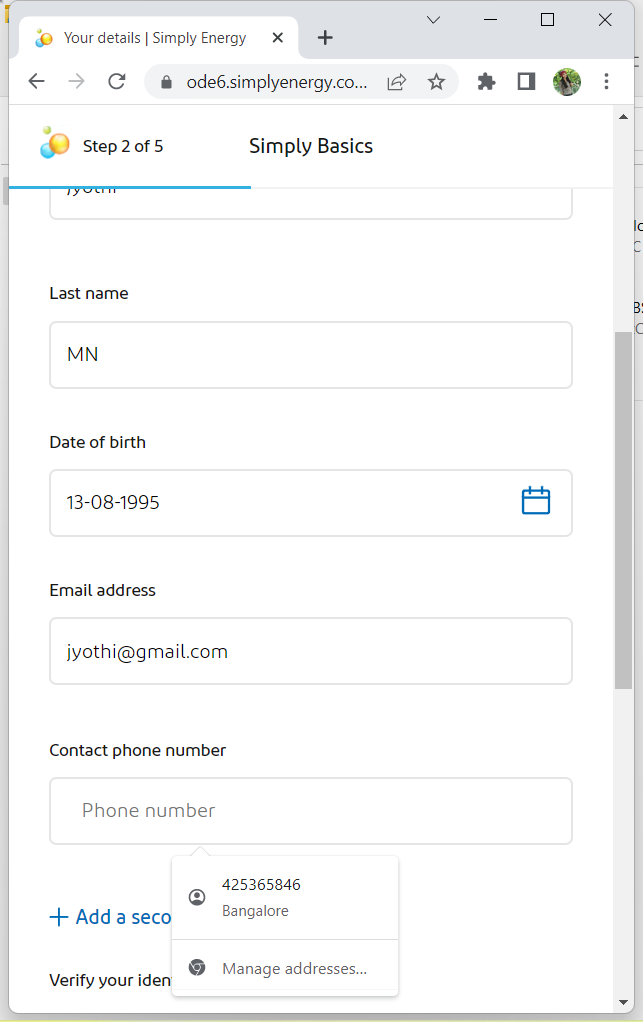 Your details | Simply Energy
ode6.simplyenergy.co...
Step 2 of 5
Simply Basics
jyothi
Last name
MN
Date of birth
13-08-1995
Email address
jyothi@gmail.com
Contact phone number
Phone number
425365846
Bangalore
+ Add a seco
Manage addresses...
Verify your iden